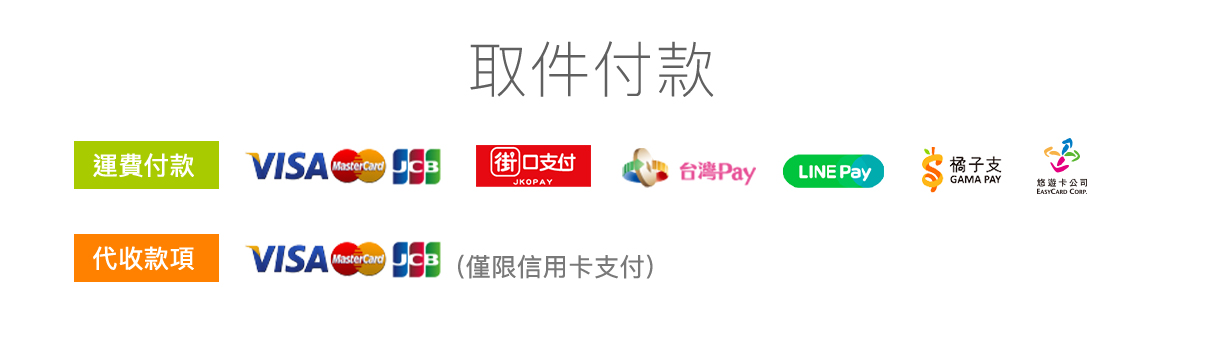 取件付款
運費付款 VISA MasterCard JCB 街口支付 JKOPAY 台灣Pay LINE Pay 橘子支 GAMA PAY 悠遊卡公司 EASYCARD CORP.
代收款項 VISA MasterCard JCB (僅限信用卡支付)